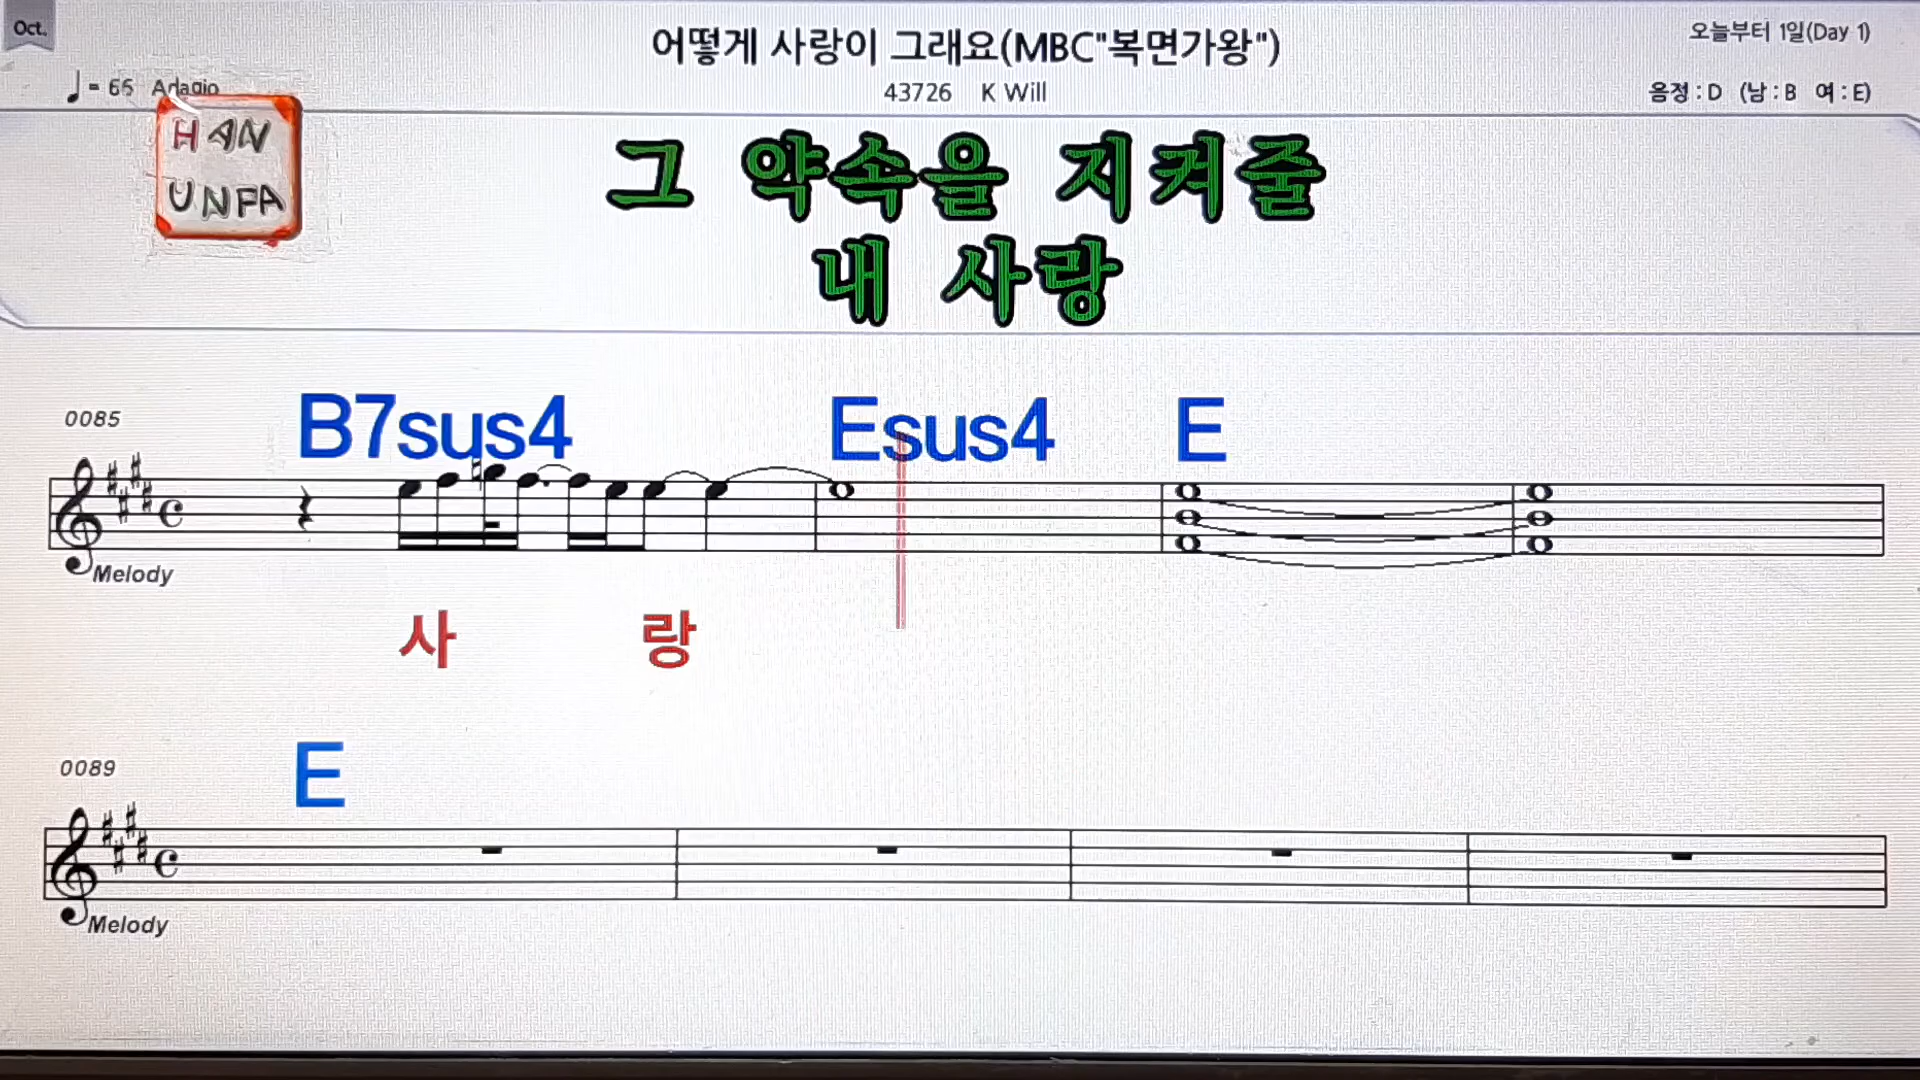 Oct.
어떻게 사랑이 그래요(MBC"복면가왕")
오늘부터 1일(Day 1)
♩ = 66 Adagio
43726 K Will
음정 : D (남 : B 여 : E)
HAN
UNPA
그 약속을 지켜줄
내 사랑
0085
B7sus4 Esus4 E
Melody
사 랑
0089
E
Melody